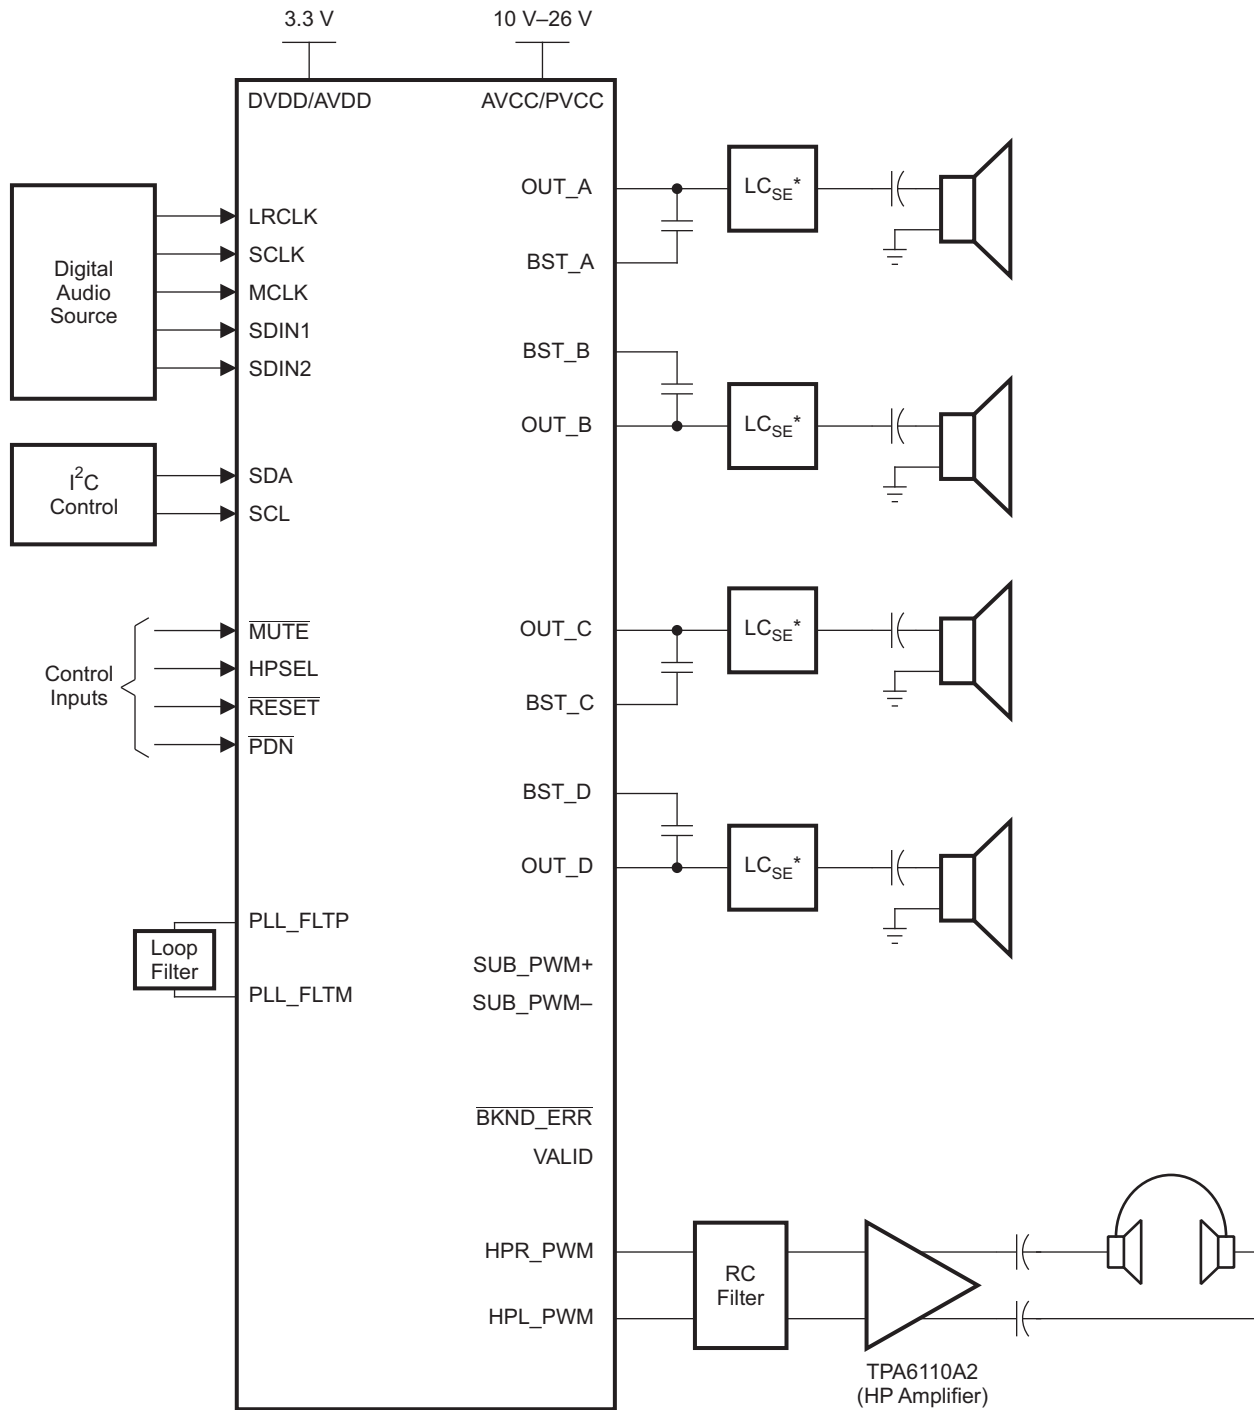 3.3 V
10 V–26 V
DVDD/AVDD
AVCC/PVCC
Digital
Audio
Source
LRCLK
SCLK
MCLK
SDIN1
SDIN2
I2C
Control
SDA
SCL
Control
Inputs
MUTE
HPSEL
RESET
PDN
Loop
Filter
PLL_FLTP
PLL_FLTM
OUT_A
BST_A
LCSE*
BST_B
OUT_B
LCSE*
OUT_C
BST_C
LCSE*
BST_D
OUT_D
LCSE*
SUB_PWM+
SUB_PWM–
BKND_ERR
VALID
HPR_PWM
HPL_PWM
RC
Filter
TPA6110A2
(HP Amplifier)